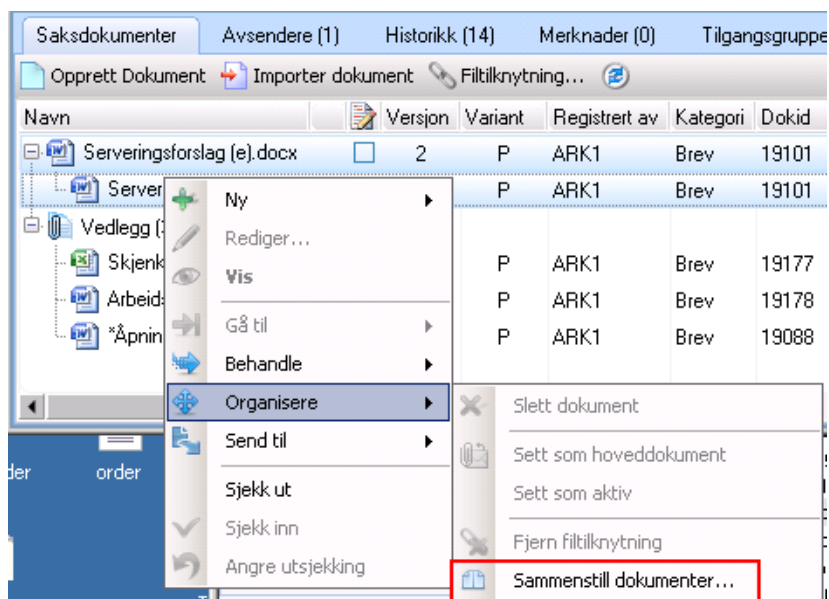 Saksdokumenter Avsendere (1) Historikk (14) Merknader (0) Tilgangsgruppe
Opprett Dokument Importer dokument Filtilknytning...
Navn Versjon Variant Registrert av Kategori Dokid
Serveringsforslag (e).docx 2 P ARK1 Brev 19101
Server P ARK1 Brev 19101
Vedlegg (
Skjenk P ARK1 Brev 19177
Arbeids P ARK1 Brev 19178
*Åpnin P ARK1 Brev 19088
Ny
Rediger...
Vis
Gå til
Behandle
Organisere
Send til
Sjekk ut
Sjekk inn
Angre utsjekking
Slett dokument
Sett som hoveddokument
Sett som aktiv
Fjern filtilknytning
Sammenstill dokumenter...
der order